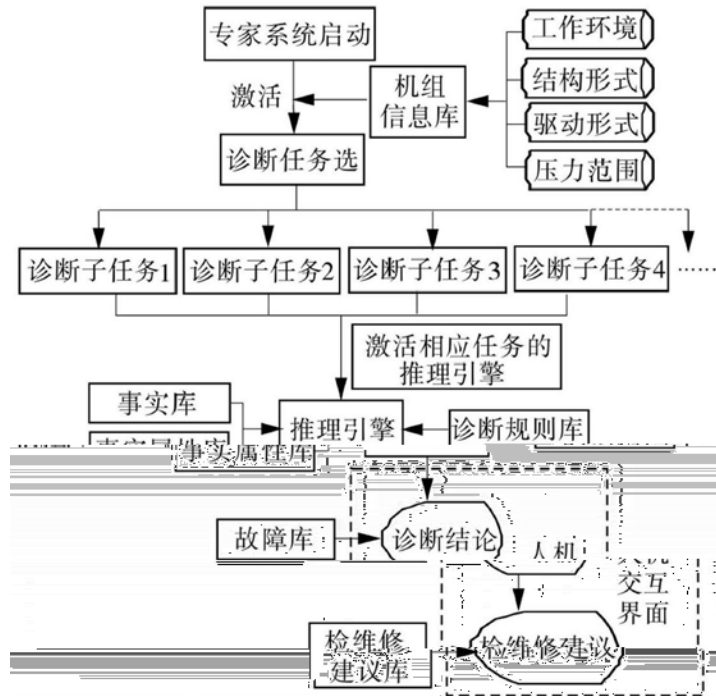 专家系统启动
工作环境
结构形式
驱动形式
压力范围
激活
机组
信息库
诊断任务选
诊断子任务1
诊断子任务2
诊断子任务3
诊断子任务4
……
激活相应任务的
推理引擎
事实库
推理引擎
诊断规则库
事实属性库
故障库
诊断结论
人机
交互
界面
检维修
建议库
检维修建议